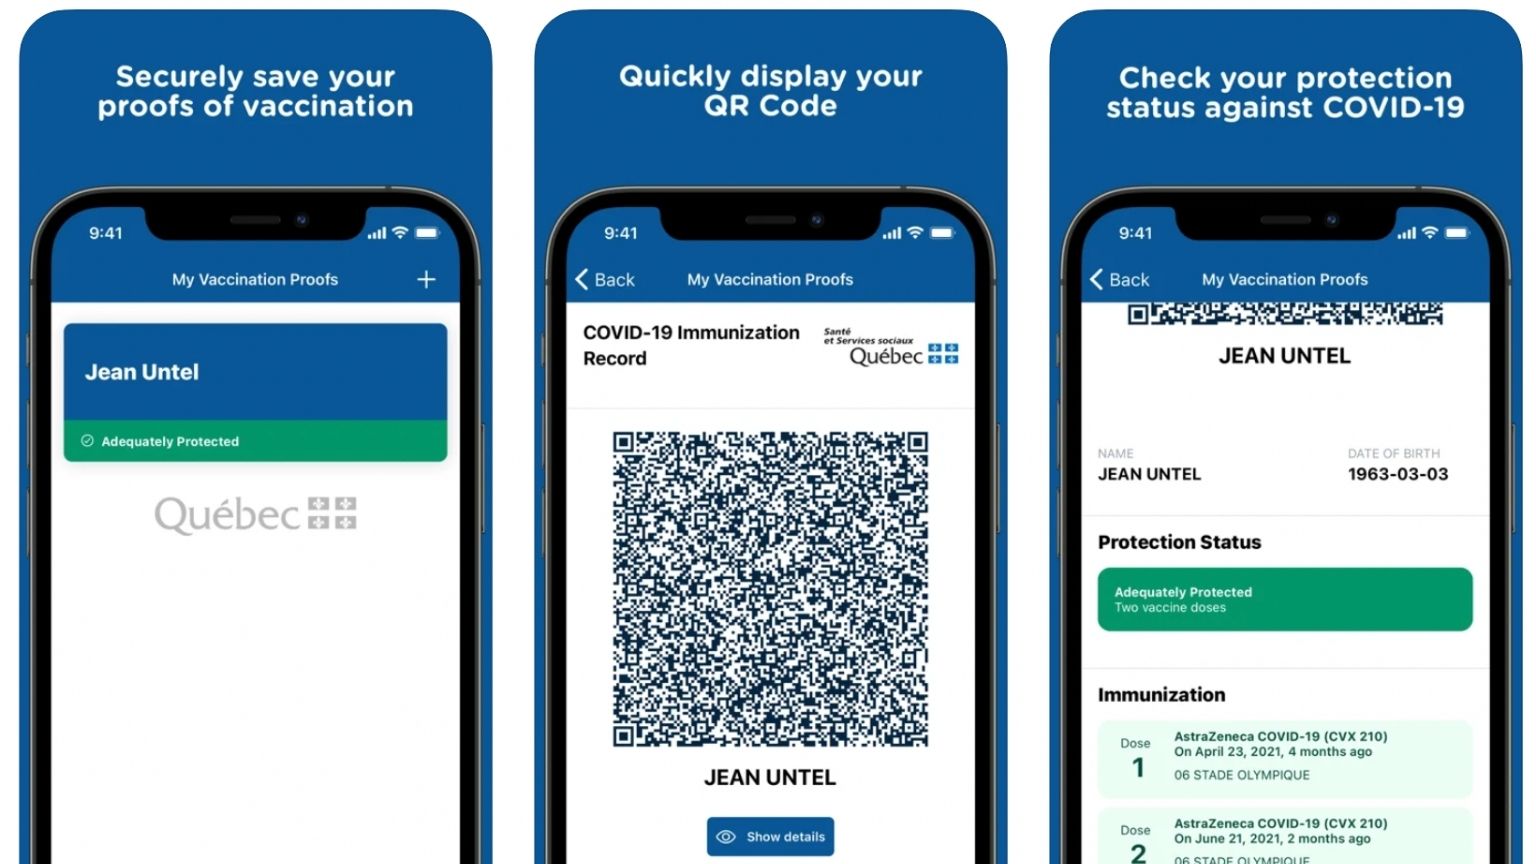 Securely save your
proofs of vaccination
9:41
My Vaccination Proofs
+
Jean Untel
Adequately Protected
Québec
Quickly display your
QR Code
9:41
Back
My Vaccination Proofs
COVID-19 Immunization
Record
Santé
et Services sociaux
Québec
JEAN UNTEL
Show details
Check your protection
status against COVID-19
9:41
Back
My Vaccination Proofs
JEAN UNTEL
NAME
DATE OF BIRTH
JEAN UNTEL
1963-03-03
Protection Status
Adequately Protected
Two vaccine doses
Immunization
Dose
1
AstraZeneca COVID-19 (CVX 210)
On April 23, 2021, 4 months ago
06 STADE OLYMPIQUE
Dose
2
AstraZeneca COVID-19 (CVX 210)
On June 21, 2021, 2 months ago
06 STADE OLYMPIQUE